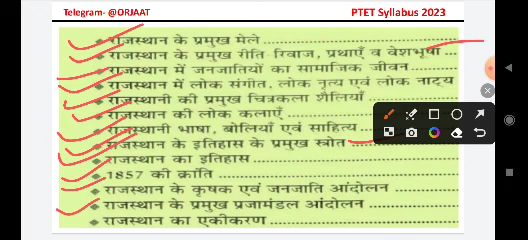 Telegram- @ORJAAT PTET Syllabus 2023
राजस्थान के प्रमुख मेले
राजस्थान के प्रमुख रीति रिवाज, प्रथाएँ व वेशभूषा
राजस्थान में जनजातियों का सामाजिक जीवन
राजस्थान में लोक संगीत, लोक नृत्य एवं लोक नाट्य
राजस्थानी की प्रमुख चित्रकला शैलियाँ
राजस्थान की लोक कलाएँ
राजस्थानी भाषा, बोलियाँ एवं साहित्य
राजस्थान के इतिहास के प्रमुख स्रोत
राजस्थान का इतिहास
1857 की क्रांति
राजस्थान के कृषक एवं जनजाति आंदोलन
राजस्थान के प्रमुख प्रजामंडल आंदोलन
राजस्थान का एकीकरण